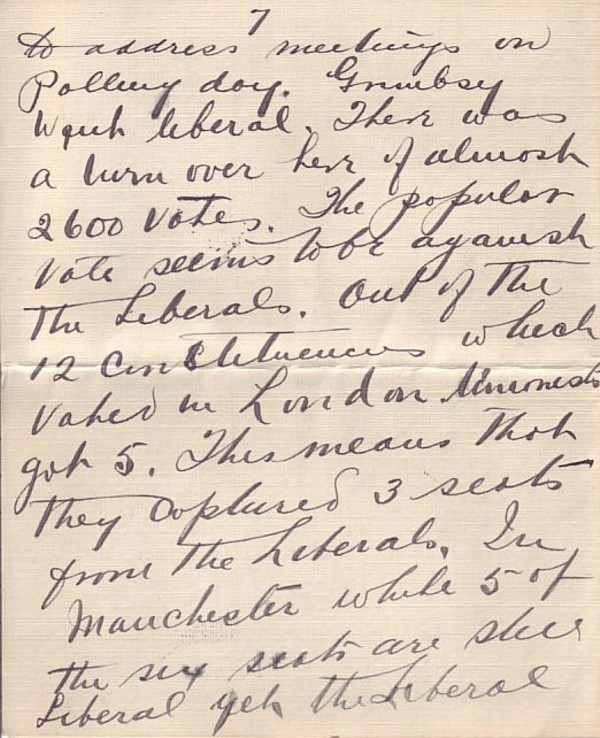 7
to address meetings on
Polling day. Grimbsy
went liberal. There was
a turn over here of almost
2600 votes. The popular
vote seems to be against
the Liberals. Out of the
12 Constituencies which
voted in London Unionists
got 5. This means that
they captured 3 seats
from the Liberals. In
Manchester while 5 of
the six seats are still
Liberal yet the Liberal